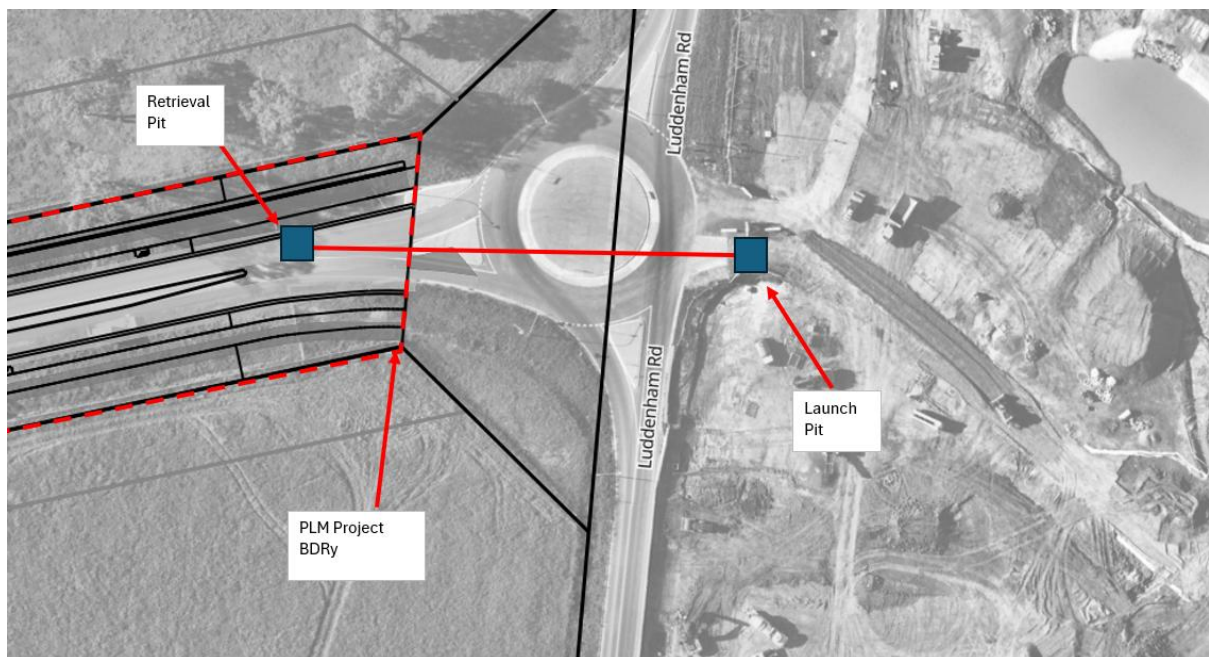 Luddenham Rd
Retrieval
Pit
Luddenham Rd
Launch
Pit
PLM Project
BDRy